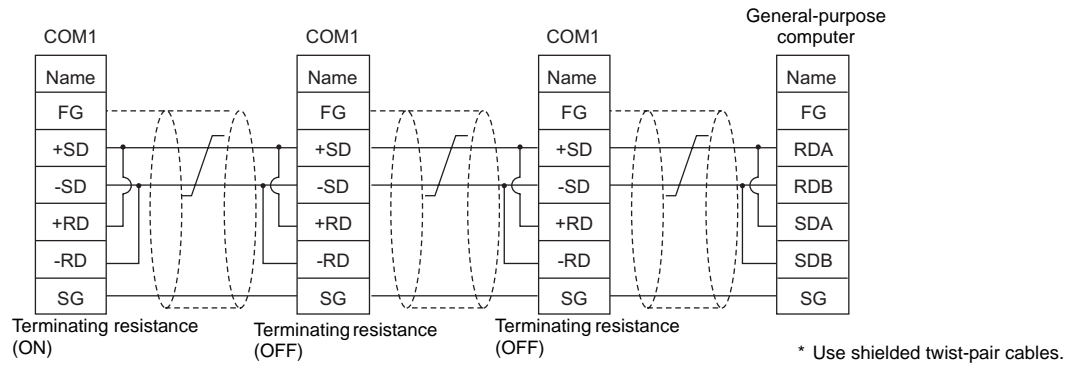 General-purpose
computer
COM1
COM1
COM1
Name
Name
Name
Name
FG
FG
FG
FG
+SD
+SD
+SD
RDA
-SD
-SD
-SD
RDB
+RD
+RD
+RD
SDA
-RD
-RD
-RD
SDB
SG
SG
SG
SG
Terminating resistance
(ON)
Terminating resistance
(OFF)
Terminating resistance
(OFF)
* Use shielded twist-pair cables.